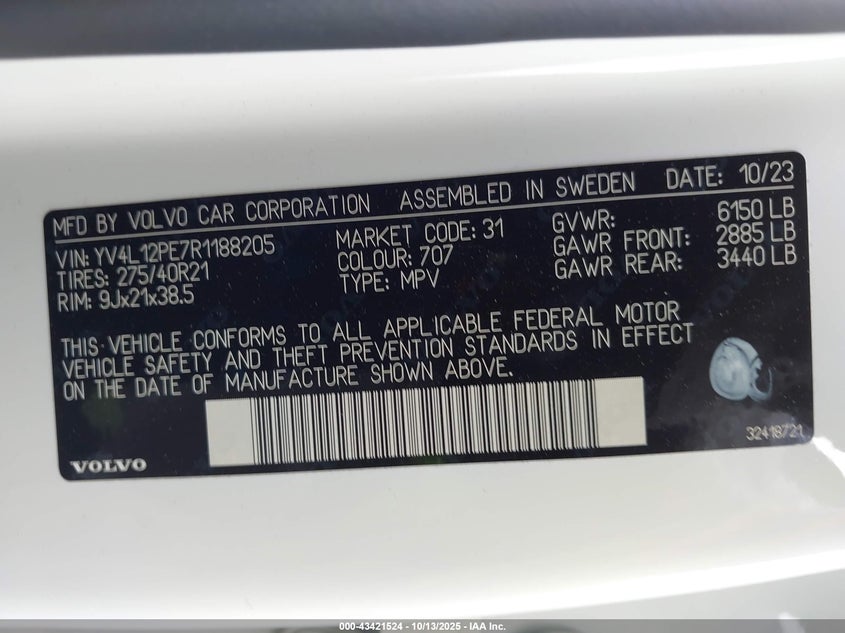 MFD BY VOLVO CAR CORPORATION ASSEMBLED IN SWEDEN DATE: 10/23
VIN: YV4L12PE7R1188205 MARKET CODE: 31 GVWR: 6150 LB
TIRES: 275/40R21 COLOUR: 707 GAWR FRONT: 2885 LB
RIM: 9Jx21x38.5 TYPE: MPV GAWR REAR: 3440 LB
THIS VEHICLE CONFORMS TO ALL APPLICABLE FEDERAL MOTOR
VEHICLE SAFETY AND THEFT PREVENTION STANDARDS IN EFFECT
ON THE DATE OF MANUFACTURE SHOWN ABOVE.
VOLVO
32418721
000-43421524 - 10/13/2025 - IAA Inc.